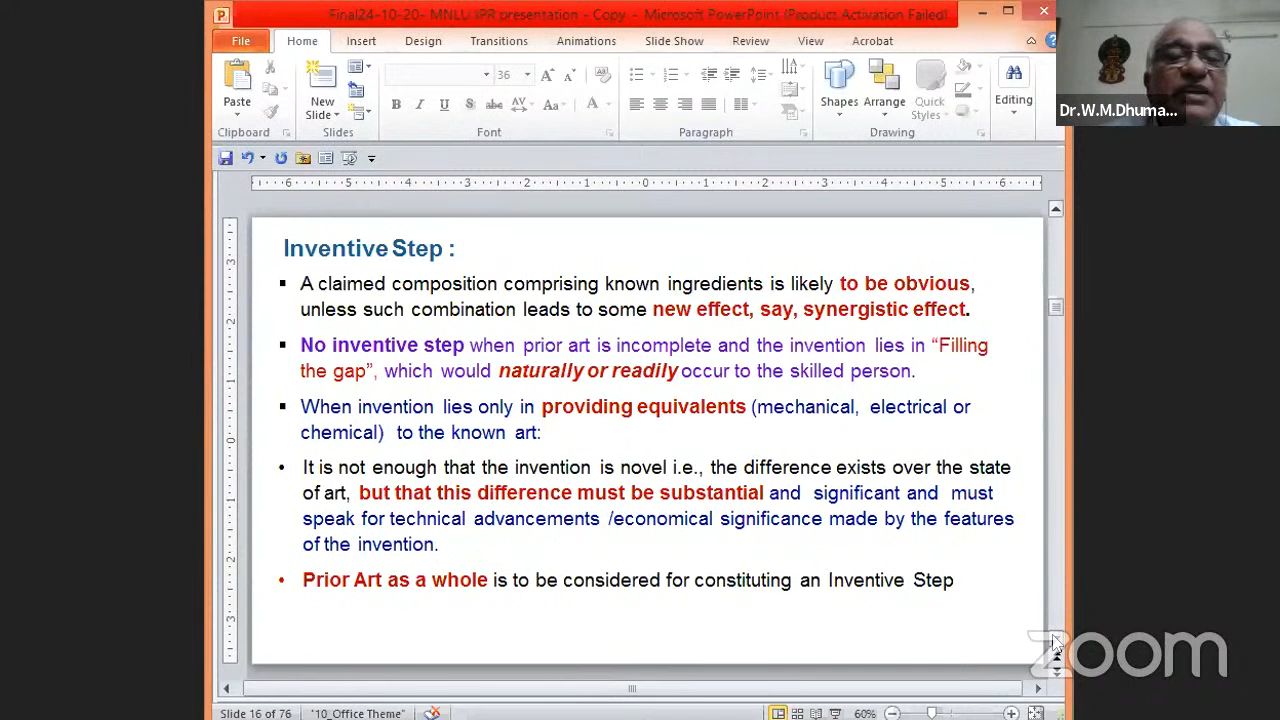 Final24-10-20- MNLU IPR presentation - Copy - Microsoft PowerPoint (Product Activation Failed)
File Home Insert Design Transitions Animations Slide Show Review View Acrobat
36
Paste New Slide Shapes Arrange Quick Styles Editing
Clipboard Slides Font Paragraph Drawing
Dr.W.M.Dhuma...
Inventive Step :
A claimed composition comprising known ingredients is likely to be obvious,
unless such combination leads to some new effect, say, synergistic effect.
No inventive step when prior art is incomplete and the invention lies in “Filling
the gap”, which would naturally or readily occur to the skilled person.
When invention lies only in providing equivalents (mechanical, electrical or
chemical) to the known art:
It is not enough that the invention is novel i.e., the difference exists over the state
of art, but that this difference must be substantial and significant and must
speak for technical advancements /economical significance made by the features
of the invention.
Prior Art as a whole is to be considered for constituting an Inventive Step
zoom
Slide 16 of 76 "10_Office Theme" 60%